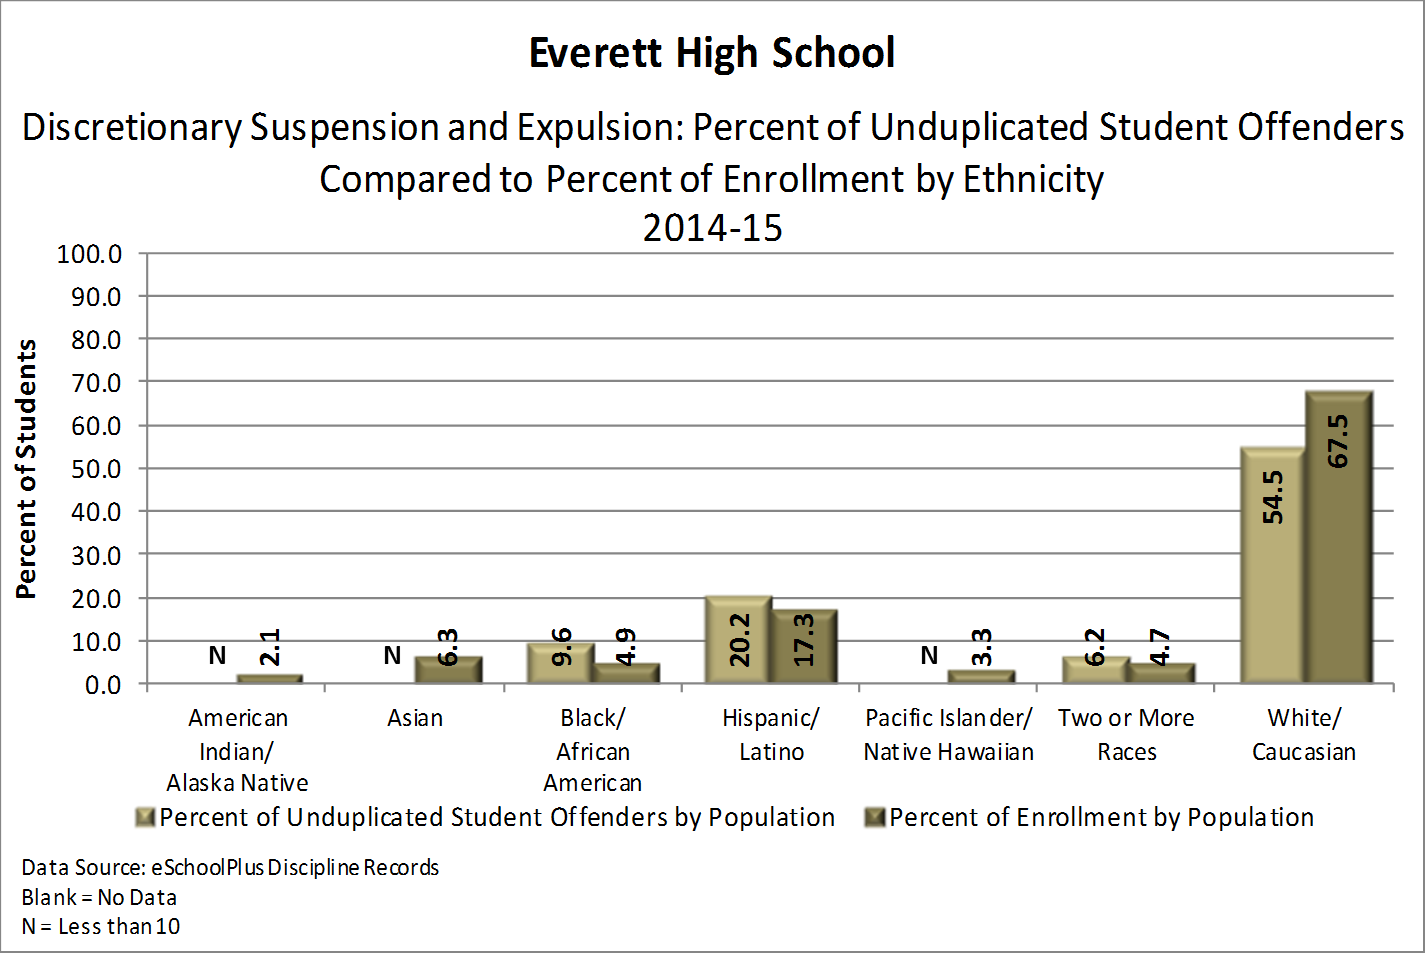 Everett High School
Discretionary Suspension and Expulsion: Percent of Unduplicated Student Offenders
Compared to Percent of Enrollment by Ethnicity
2014-15
Percent of Students
100.0
90.0
80.0
70.0
60.0
50.0
40.0
30.0
20.0
10.0
0.0
N 2.1 N 6.3 9.6 4.9 20.2 17.3 N 3.3 6.2 4.7 54.5 67.5
American Indian/ Alaska Native
Asian
Black/ African American
Hispanic/ Latino
Pacific Islander/ Native Hawaiian
Two or More Races
White/ Caucasian
Percent of Unduplicated Student Offenders by Population
Percent of Enrollment by Population
Data Source: eSchoolPlus Discipline Records
Blank = No Data
N = Less than 10